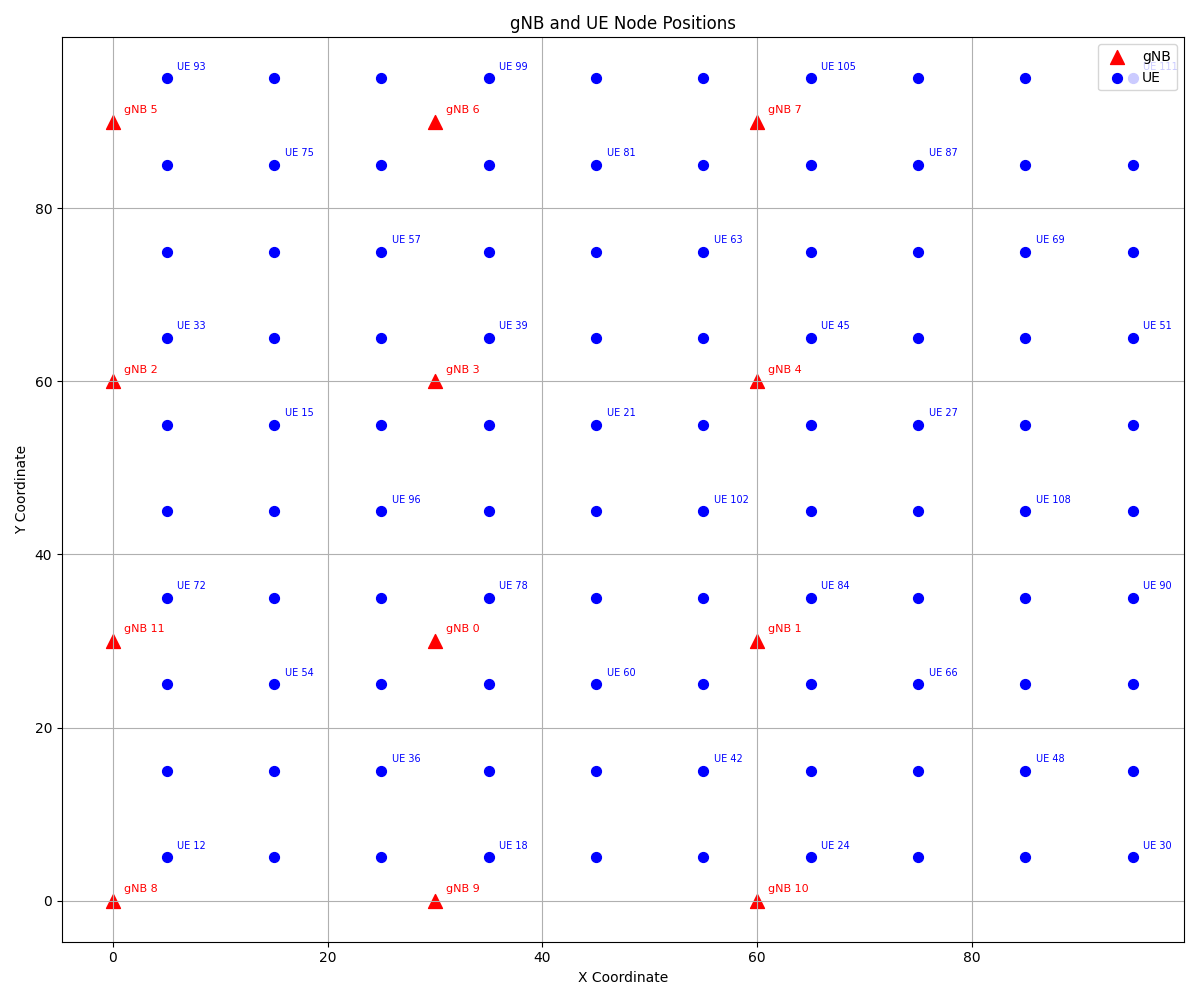 gNB and UE Node Positions
gNB
UE
UE 93
UE 99
UE 105
UE 111
gNB 5
gNB 6
gNB 7
UE 75
UE 81
UE 87
80
UE 57
UE 63
UE 69
UE 33
UE 39
UE 45
UE 51
gNB 2
gNB 3
gNB 4
60
UE 15
UE 21
UE 27
Y Coordinate
UE 96
UE 102
UE 108
40
UE 72
UE 78
UE 84
UE 90
gNB 11
gNB 0
gNB 1
UE 54
UE 60
UE 66
20
UE 36
UE 42
UE 48
UE 12
UE 18
UE 24
UE 30
gNB 8
gNB 9
gNB 10
0
0
20
40
60
80
X Coordinate